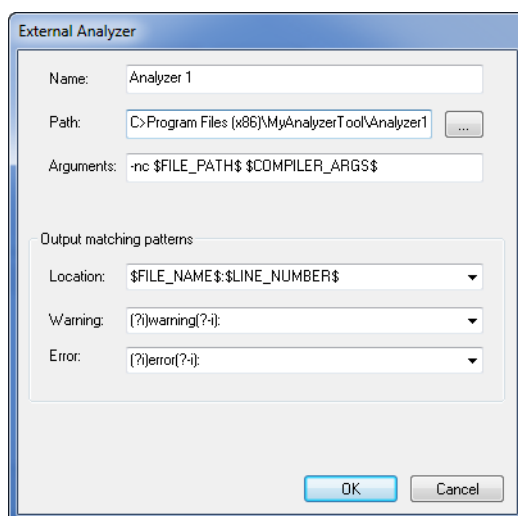 External Analyzer
Name: Analyzer 1
Path: C>Program Files (x86)\MyAnalyzerTool\Analyzer1 ...
Arguments: -nc $FILE_PATH$ $COMPILER_ARGS$
Output matching patterns
Location: $FILE_NAME$:$LINE_NUMBER$
Warning: (?i)warning(?-i):
Error: (?i)error(?-i):
OK Cancel